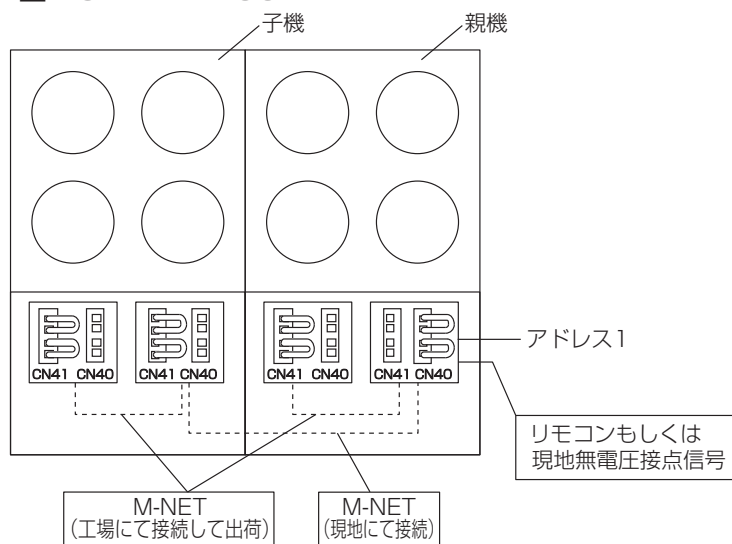 子機
親機
CN41 CN40
CN41 CN40
CN41 CN40
CN41 CN40
アドレス1
リモコンもしくは
現地無電圧接点信号
M-NET
(工場にて接続して出荷)
M-NET
(現地にて接続)